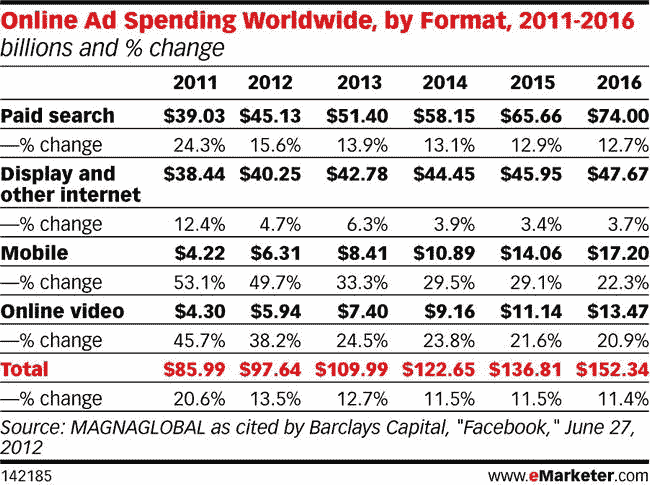 Online Ad Spending Worldwide, by Format, 2011-2016
billions and % change
2011 2012 2013 2014 2015 2016
Paid search $39.03 $45.13 $51.40 $58.15 $65.66 $74.00
—% change 24.3% 15.6% 13.9% 13.1% 12.9% 12.7%
Display and
other internet $38.44 $40.25 $42.78 $44.45 $45.95 $47.67
—% change 12.4% 4.7% 6.3% 3.9% 3.4% 3.7%
Mobile $4.22 $6.31 $8.41 $10.89 $14.06 $17.20
—% change 53.1% 49.7% 33.3% 29.5% 29.1% 22.3%
Online video $4.30 $5.94 $7.40 $9.16 $11.14 $13.47
—% change 45.7% 38.2% 24.5% 23.8% 21.6% 20.9%
Total $85.99 $97.64 $109.99 $122.65 $136.81 $152.34
—% change 20.6% 13.5% 12.7% 11.5% 11.5% 11.4%
Source: MAGNAGLOBAL as cited by Barclays Capital, "Facebook," June 27,
2012
142185 www.eMarketer.com